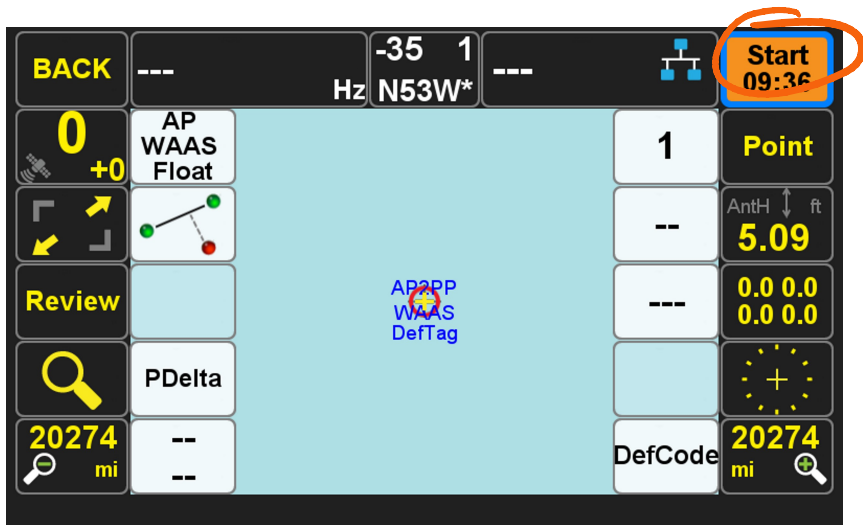 BACK
---
Hz
-35 1
N53W*
---
Start
09:36
0
+0
AP
WAAS
Float
1
Point
--
AntH ft
5.09
Review
AP2PP
WAAS
DefTag
---
0.0 0.0
0.0 0.0
PDelta
20274
mi
--
--
DefCode
20274
mi